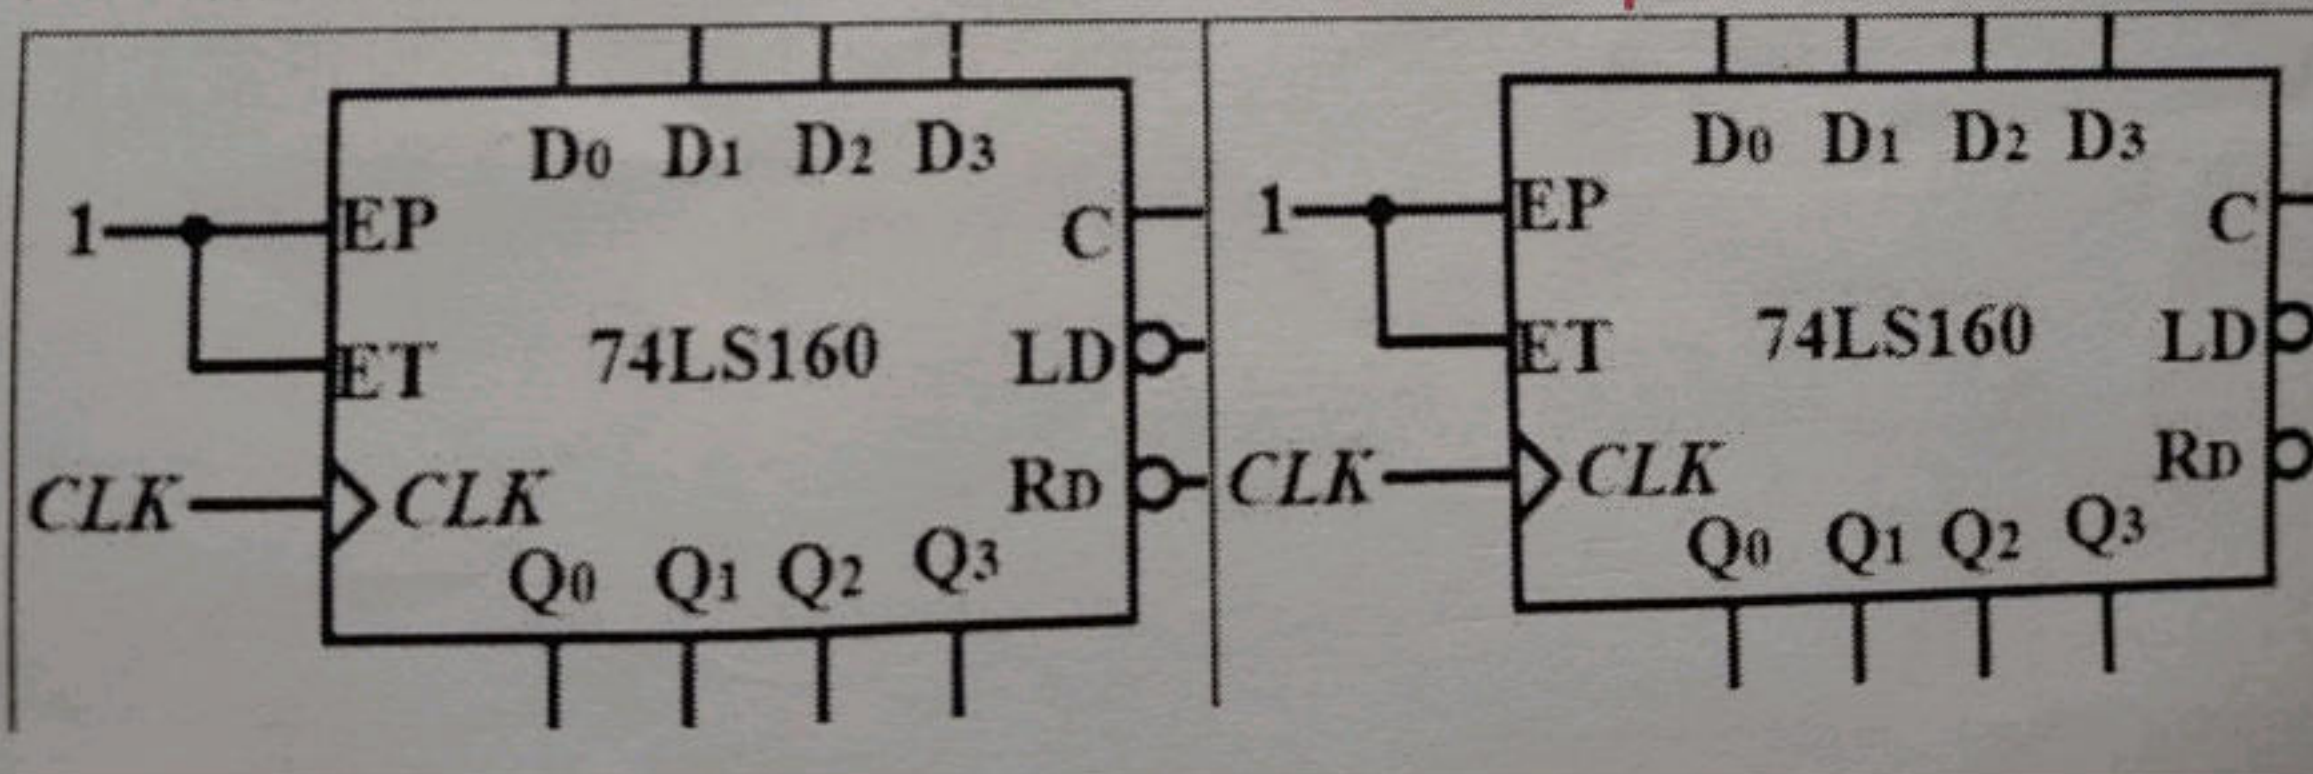 D0 D1 D2 D3
1 EP C
ET 74LS160 LD
CLK CLK RD
Q0 Q1 Q2 Q3
D0 D1 D2 D3
1 EP C
ET 74LS160 LD
CLK CLK RD
Q0 Q1 Q2 Q3